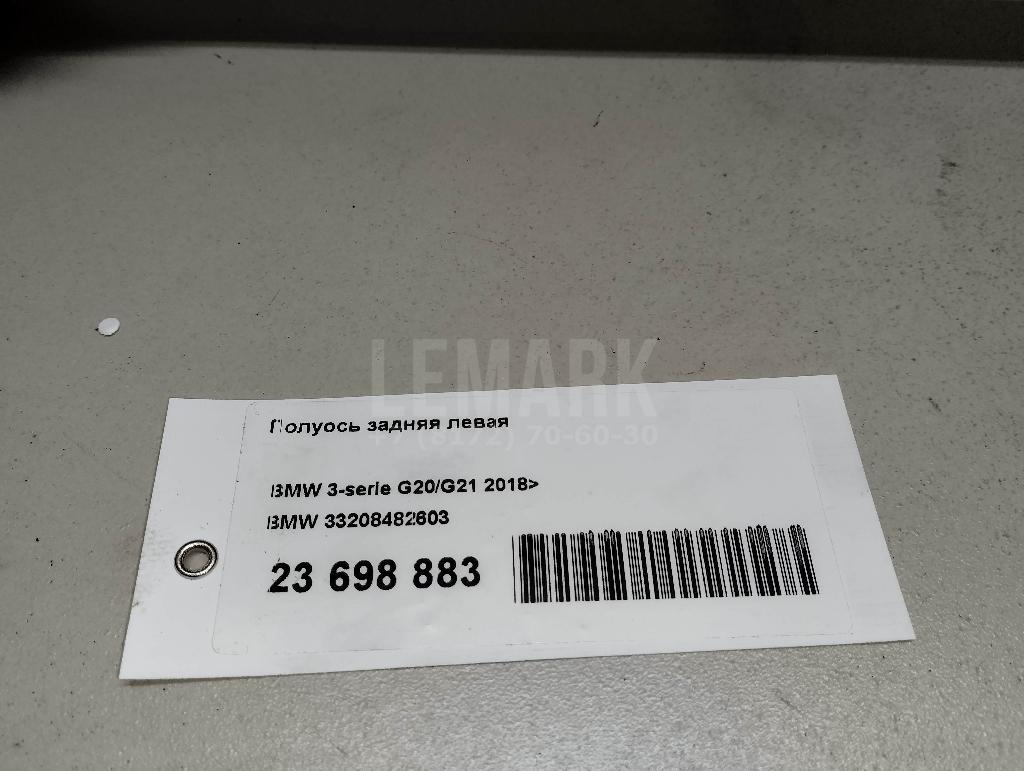 LEMARK
+7 (8172) 70-60-30
Полуось задняя левая
BMW 3-serie G20/G21 2018>
BMW 33208482603
23 698 883